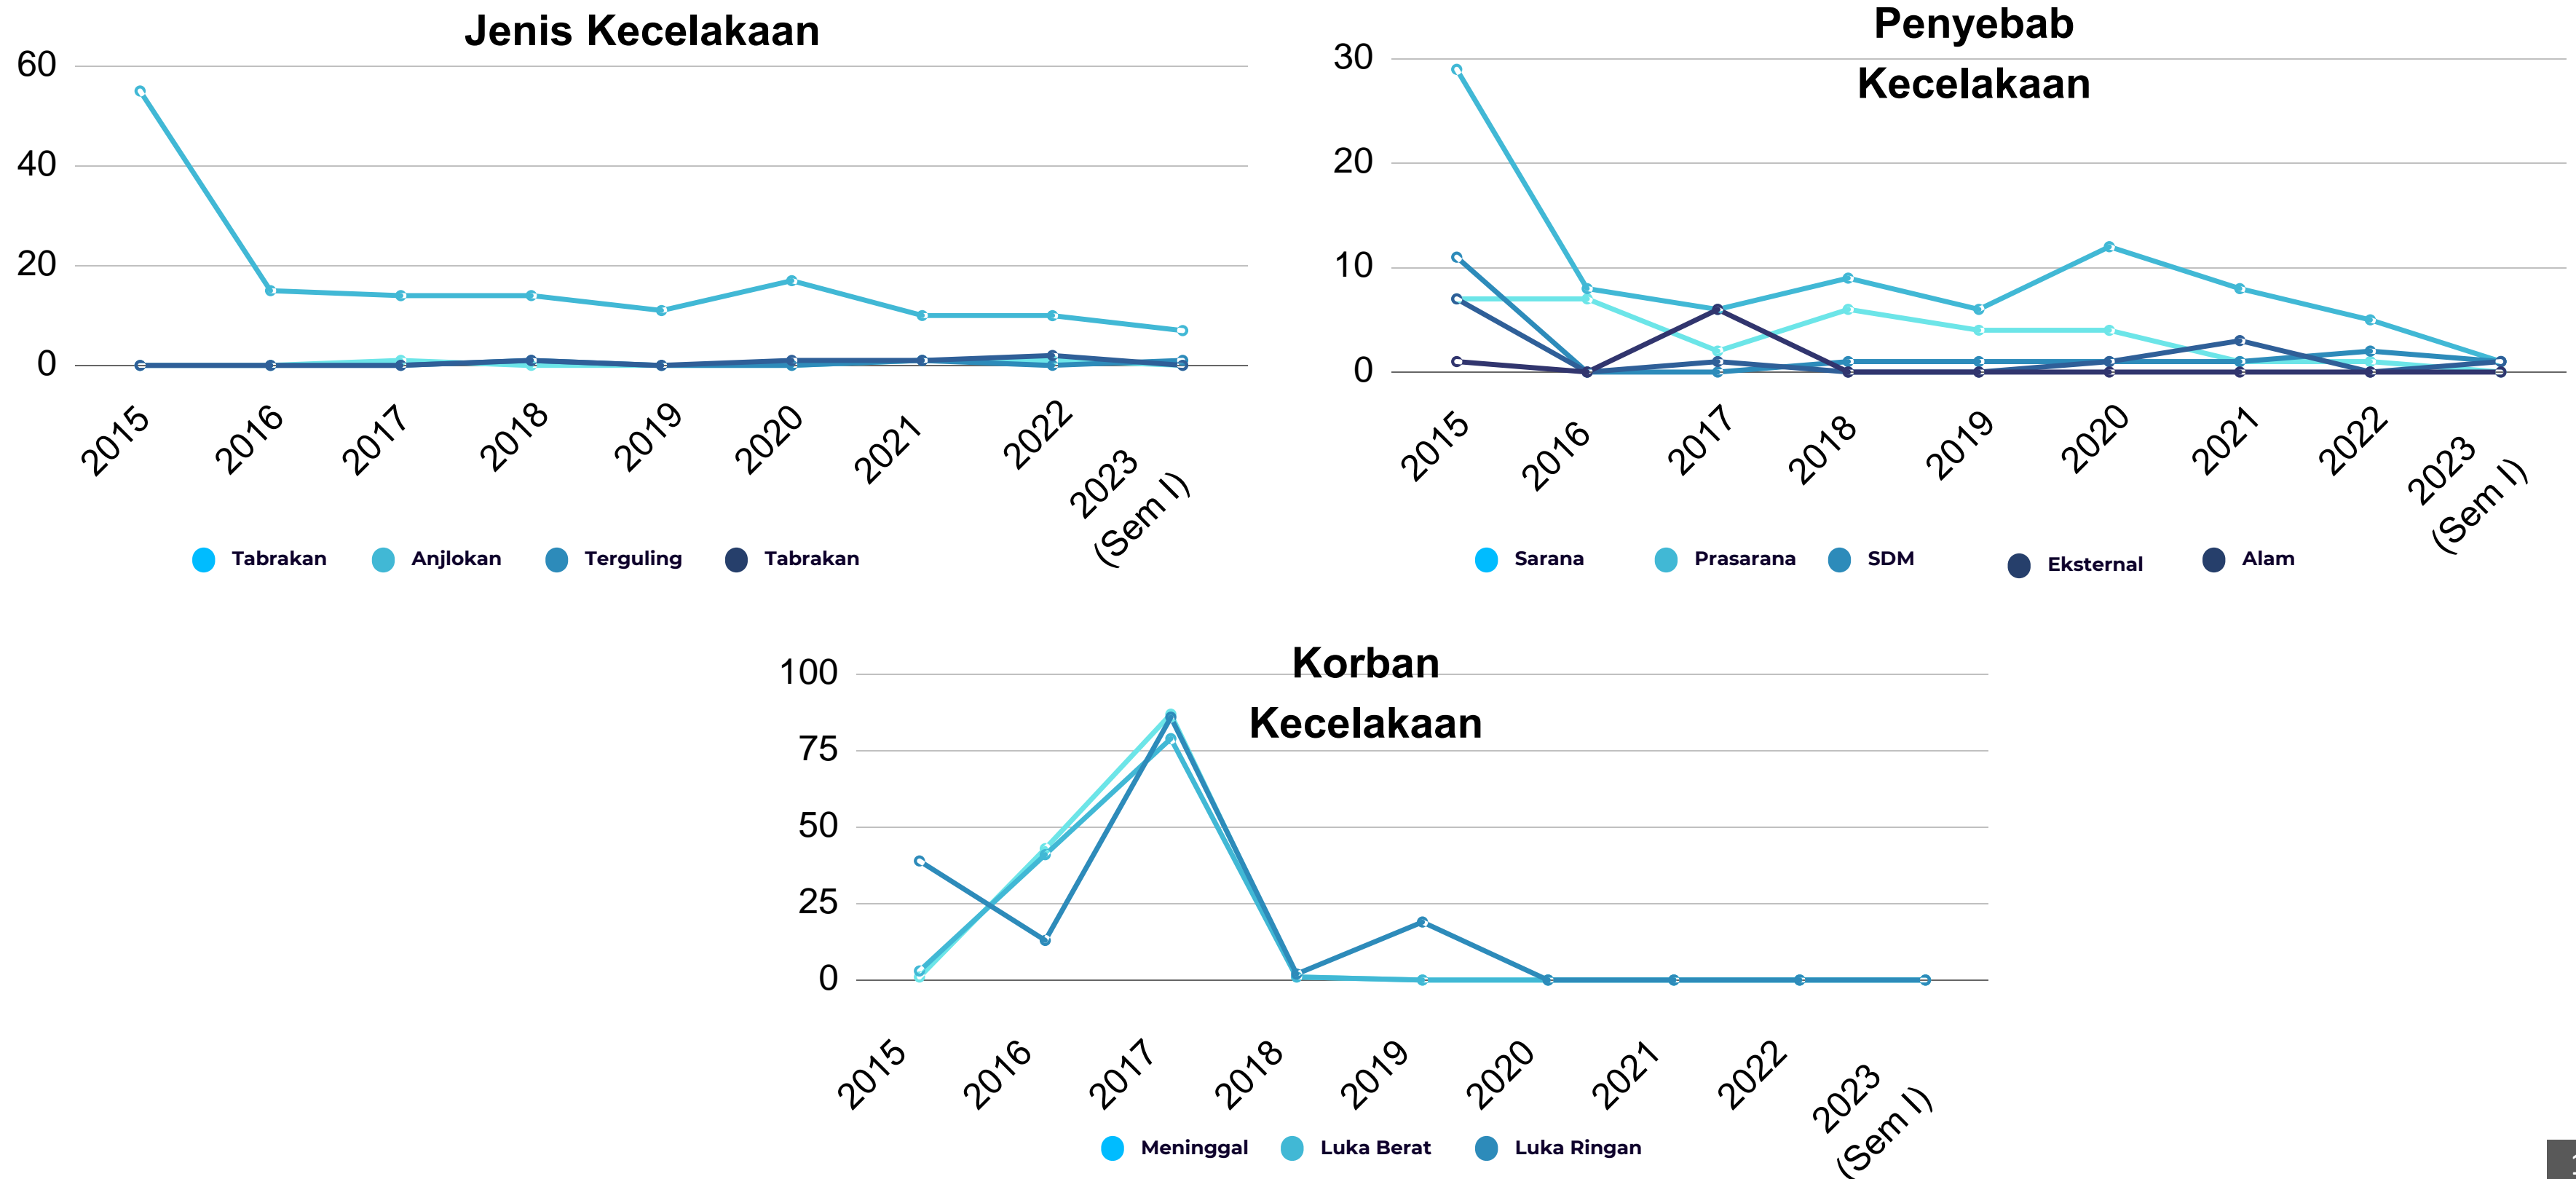 Jenis Kecelakaan
60
40
20
0
2015
2016
2017
2018
2019
2020
2021
2022
2023
(Sem I)
Tabrakan
Anjlokan
Terguling
Tabrakan
Penyebab
Kecelakaan
30
20
10
0
2015
2016
2017
2018
2019
2020
2021
2022
2023
(Sem I)
Sarana
Prasarana
SDM
Eksternal
Alam
Korban
Kecelakaan
100
75
50
25
0
2015
2016
2017
2018
2019
2020
2021
2022
2023
(Sem I)
Meninggal
Luka Berat
Luka Ringan